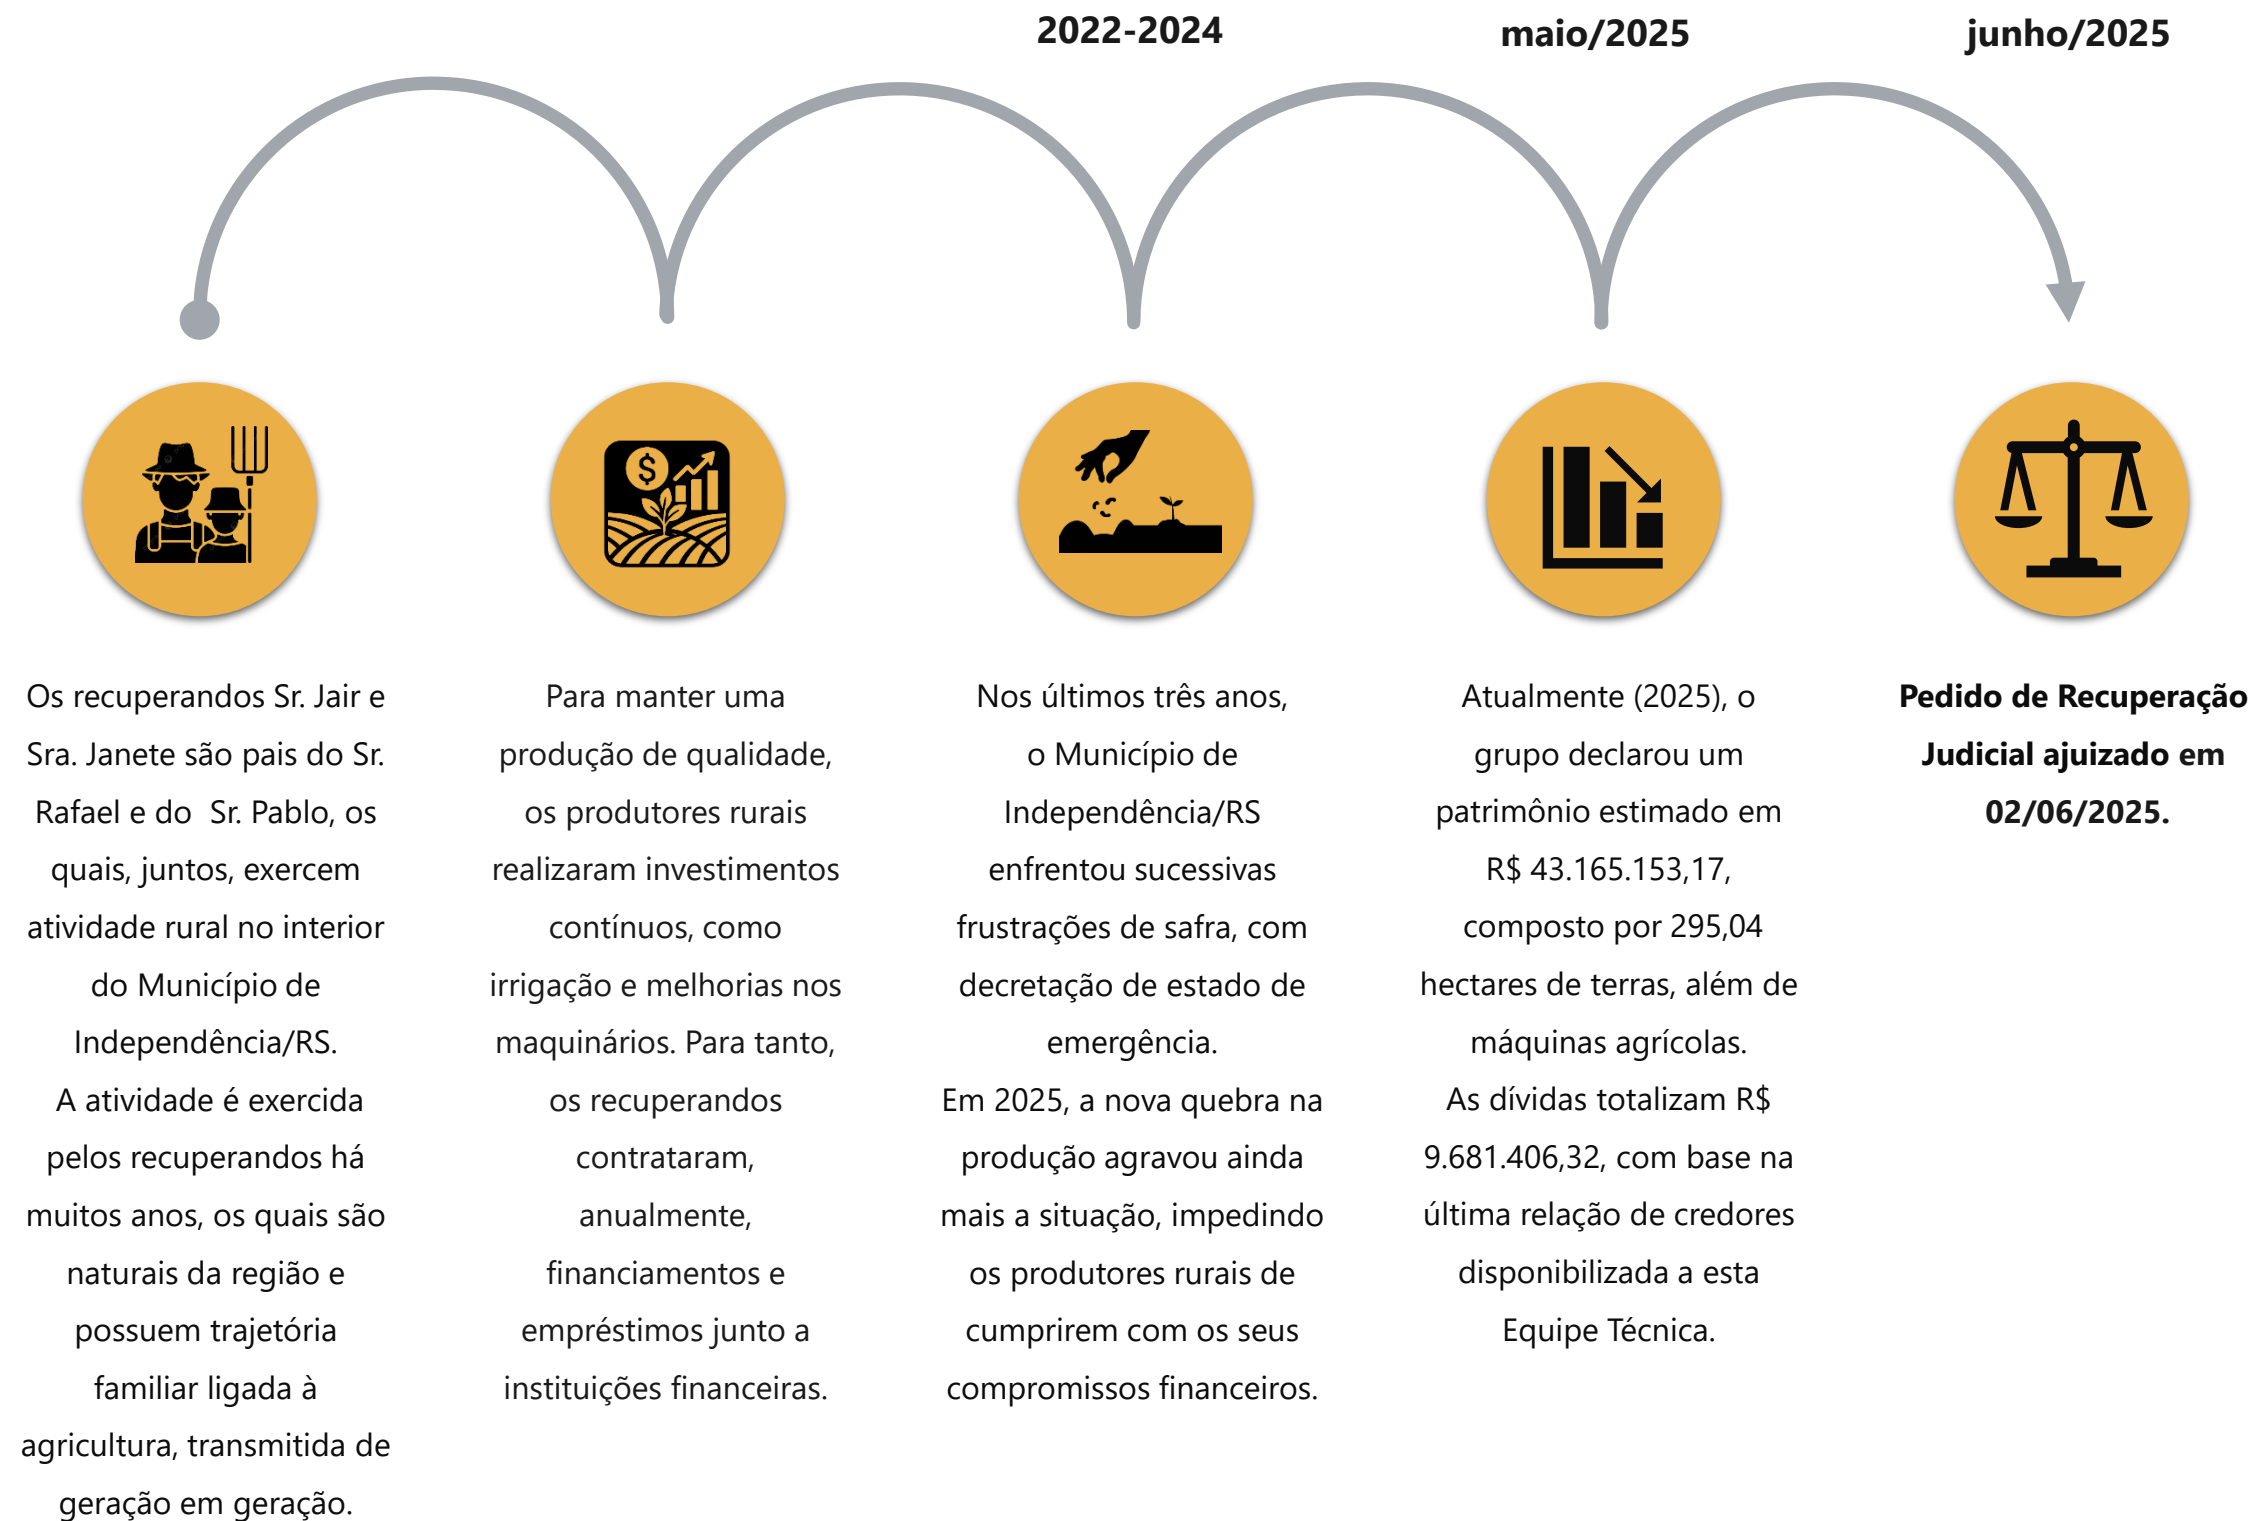 2022-2024
maio/2025
junho/2025
Os recuperandos Sr. Jair e
Sra. Janete são pais do Sr.
Rafael e do  Sr. Pablo, os
quais, juntos, exercem
atividade rural no interior
do Município de
Independência/RS.
A atividade é exercida
pelos recuperandos há
muitos anos, os quais são
naturais da região e
possuem trajetória
familiar ligada à
agricultura, transmitida de
geração em geração.
Para manter uma
produção de qualidade,
os produtores rurais
realizaram investimentos
contínuos, como
irrigação e melhorias nos
maquinários. Para tanto,
os recuperandos
contrataram,
anualmente,
financiamentos e
empréstimos junto a
instituições financeiras.
Nos últimos três anos,
o Município de
Independência/RS
enfrentou sucessivas
frustrações de safra, com
decretação de estado de
emergência.
Em 2025, a nova quebra na
produção agravou ainda
mais a situação, impedindo
os produtores rurais de
cumprirem com os seus
compromissos financeiros.
Atualmente (2025), o
grupo declarou um
patrimônio estimado em
R$ 43.165.153,17,
composto por 295,04
hectares de terras, além de
máquinas agrícolas.
As dívidas totalizam R$
9.681.406,32, com base na
última relação de credores
disponibilizada a esta
Equipe Técnica.
Pedido de Recuperação
Judicial ajuizado em
02/06/2025.